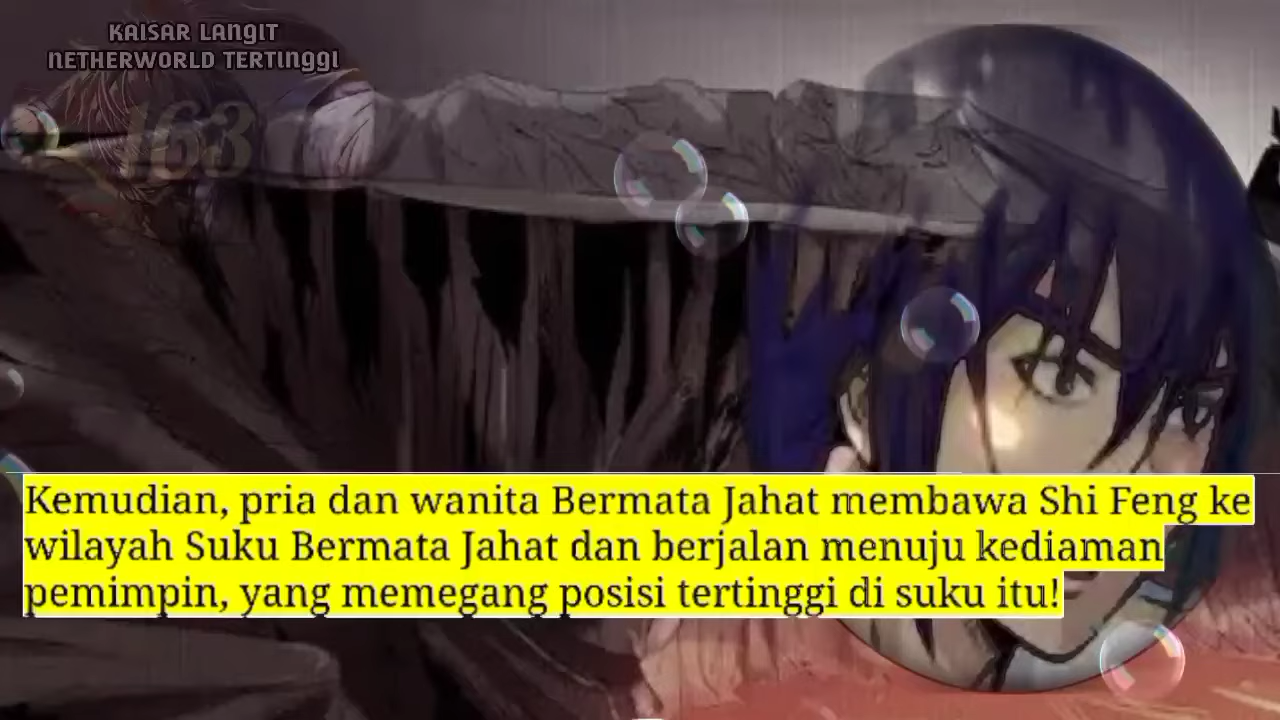 KAISAR LANGIT
NETHERWORLD TERTINGGI
163
Kemudian, pria dan wanita Bermata Jahat membawa Shi Feng ke
wilayah Suku Bermata Jahat dan berjalan menuju kediaman
pemimpin, yang memegang posisi tertinggi di suku itu!